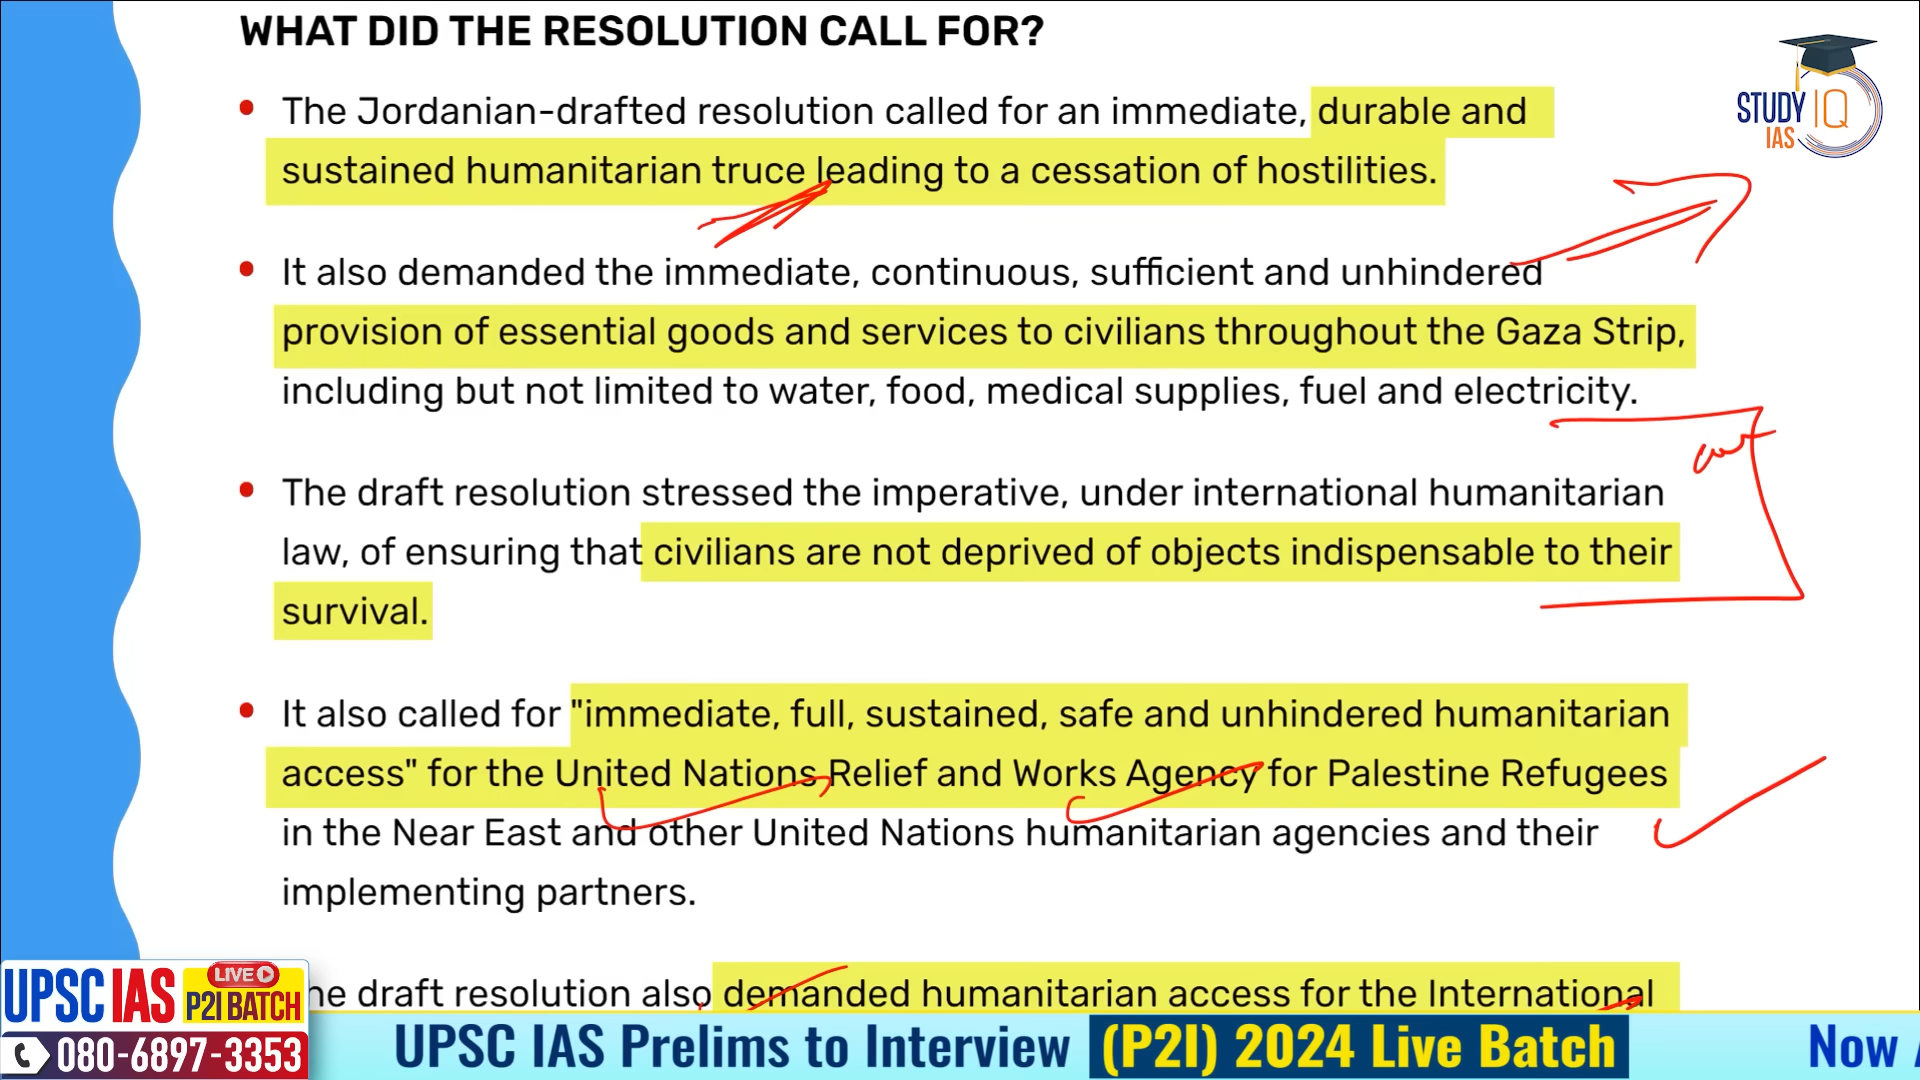 WHAT DID THE RESOLUTION CALL FOR?
STUDY IQ
IAS
The Jordanian-drafted resolution called for an immediate, durable and
sustained humanitarian truce leading to a cessation of hostilities.
It also demanded the immediate, continuous, sufficient and unhindered
provision of essential goods and services to civilians throughout the Gaza Strip,
including but not limited to water, food, medical supplies, fuel and electricity.
The draft resolution stressed the imperative, under international humanitarian
law, of ensuring that civilians are not deprived of objects indispensable to their
survival.
It also called for "immediate, full, sustained, safe and unhindered humanitarian
access" for the United Nations Relief and Works Agency for Palestine Refugees
in the Near East and other United Nations humanitarian agencies and their
implementing partners.
he draft resolution also demanded humanitarian access for the International
UPSC IAS LIVE P2I BATCH
080-6897-3353
UPSC IAS Prelims to Interview (P2I) 2024 Live Batch Now